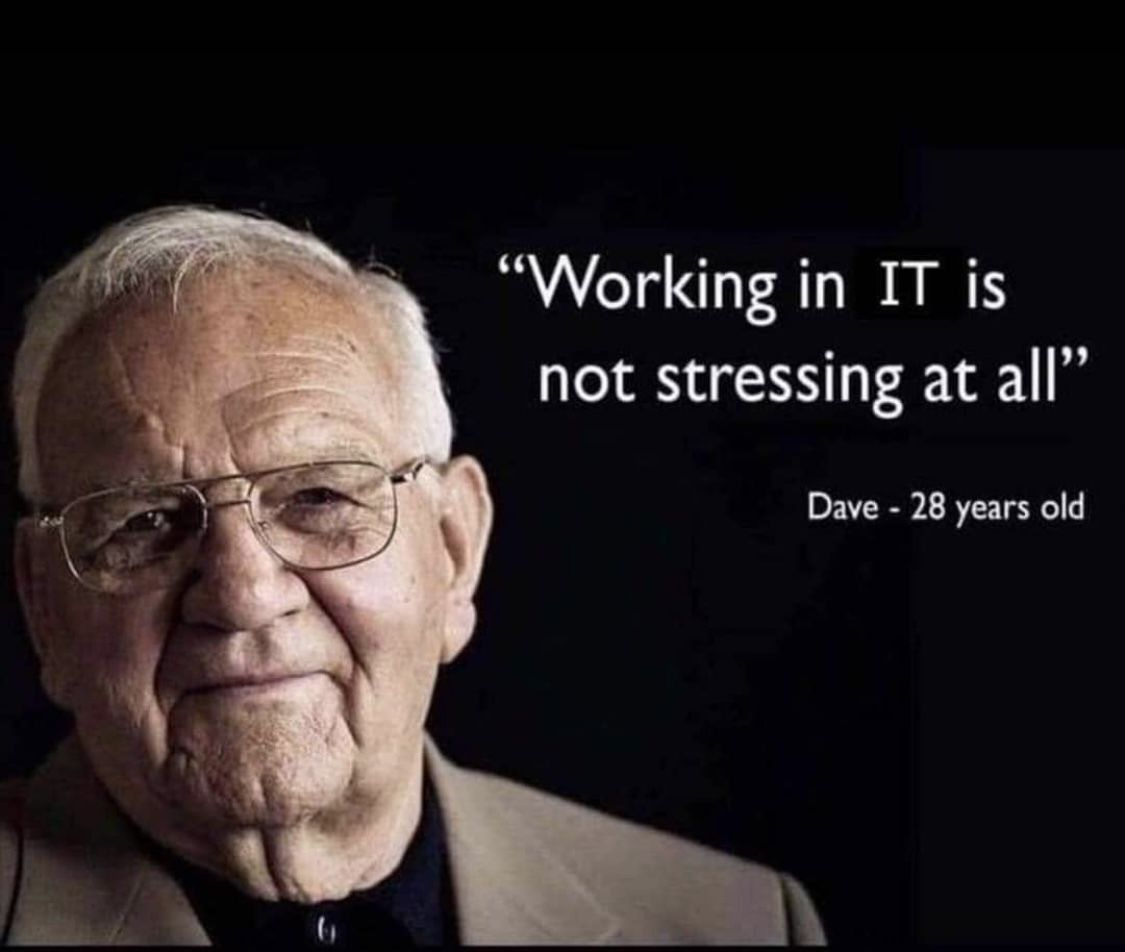 “Working in IT is
not stressing at all”
Dave - 28 years old